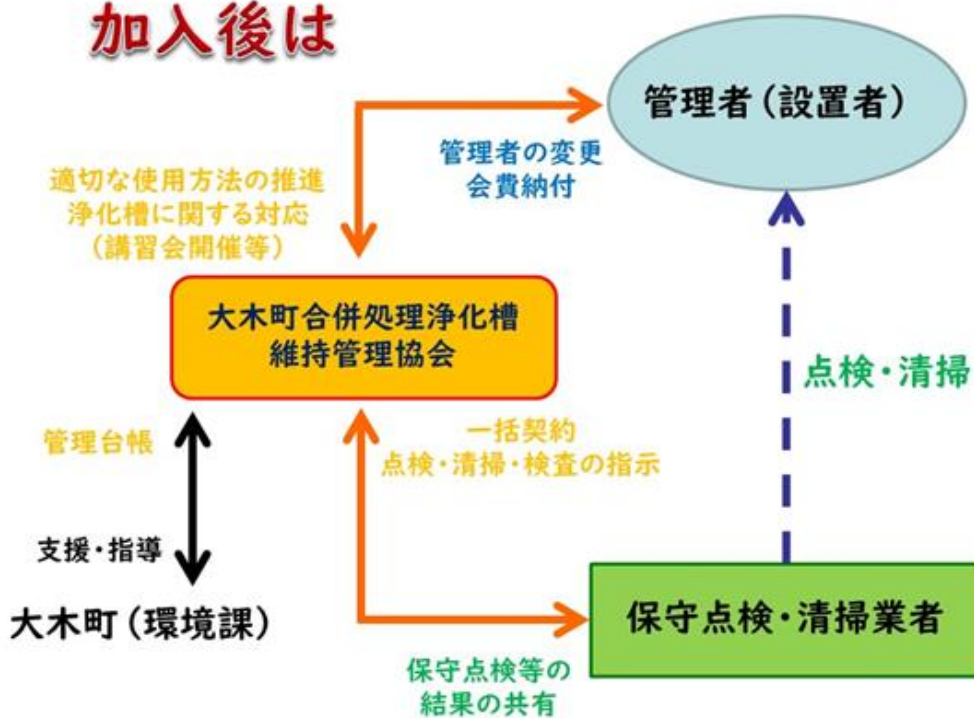 加入後は
管理者(設置者)
管理者の変更
会費納付
適切な使用方法の推進
浄化槽に関する対応
(講習会開催等)
大木町合併処理浄化槽
維持管理協会
点検・清掃
管理台帳
一括契約
点検・清掃・検査の指示
支援・指導
大木町(環境課)
保守点検・清掃業者
保守点検等の
結果の共有